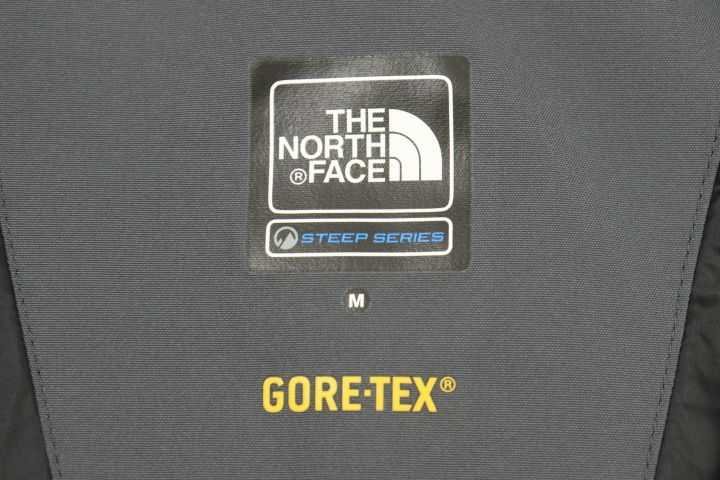 THE
NORTH
®FACE
STEEP SERIES
M
GORE-TEX®